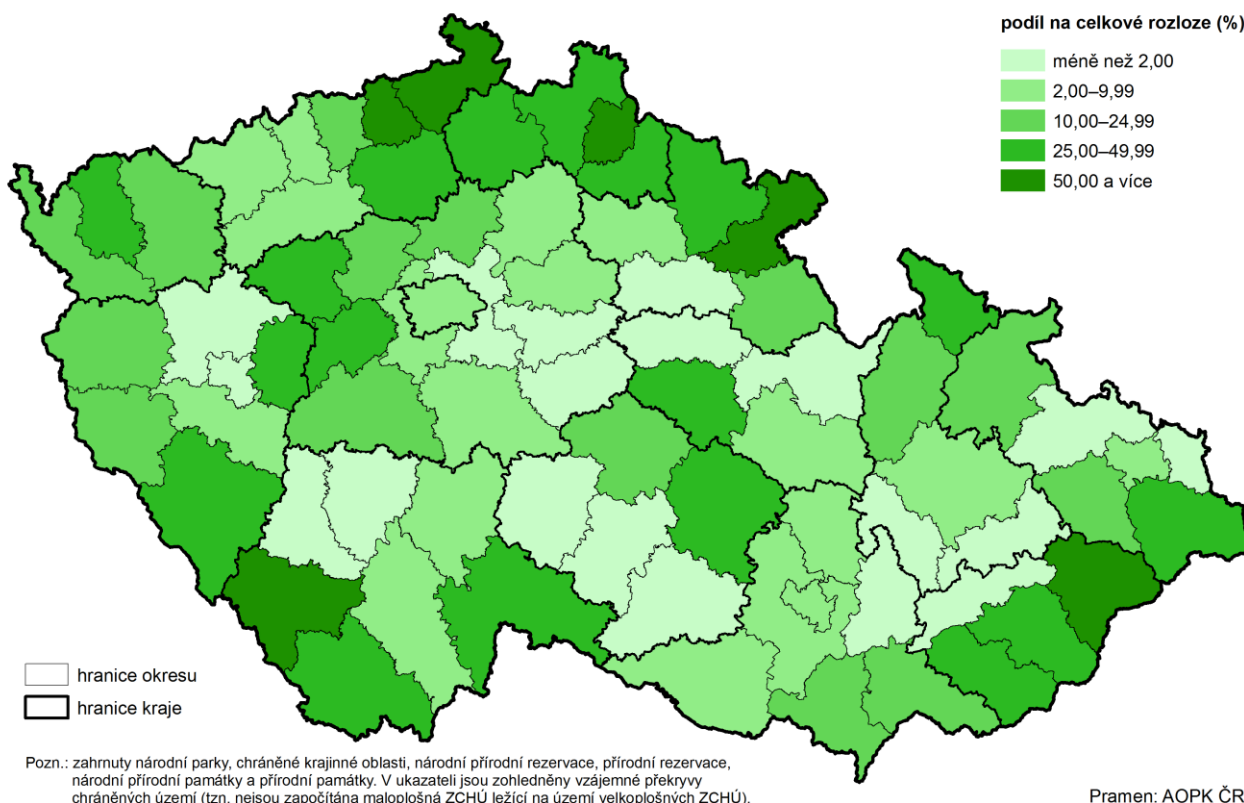 podíl na celkové rozloze (%)
méně než 2,00
2,00–9,99
10,00–24,99
25,00–49,99
50,00 a více
hranice okresu
hranice kraje
Pozn.: zahrnuty národní parky, chráněné krajinné oblasti, národní přírodní rezervace, přírodní rezervace,
národní přírodní památky a přírodní památky. V ukazateli jsou zohledněny vzájemné překryvy
chráněných území (tzn. nejsou započítána maloplošná ZCHÚ ležící na území velkoplošných ZCHÚ).
Pramen: AOPK ČR